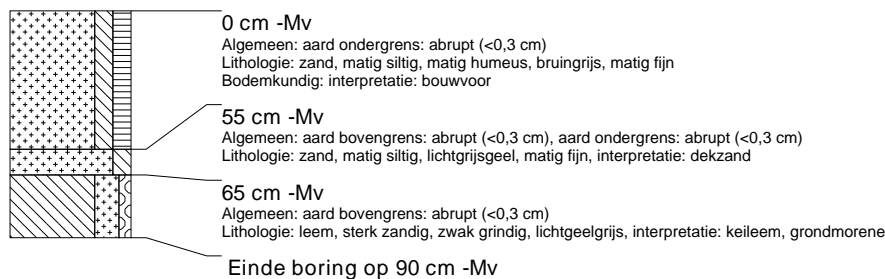 0 cm -Mv
Algemeen: aard ondergrens: abrupt (<0,3 cm)
Lithologie: zand, matig siltig, matig humeus, bruingrijs, matig fijn
Bodemkundig: interpretatie: bouwvoor
55 cm -Mv
Algemeen: aard bovengrens: abrupt (<0,3 cm), aard ondergrens: abrupt (<0,3 cm)
Lithologie: zand, matig siltig, lichtgrijsgeel, matig fijn, interpretatie: dekzand
65 cm -Mv
Algemeen: aard bovengrens: abrupt (<0,3 cm)
Lithologie: leem, sterk zandig, zwak grindig, lichtgeelgrijs, interpretatie: keileem, grondmorene
Einde boring op 90 cm -Mv